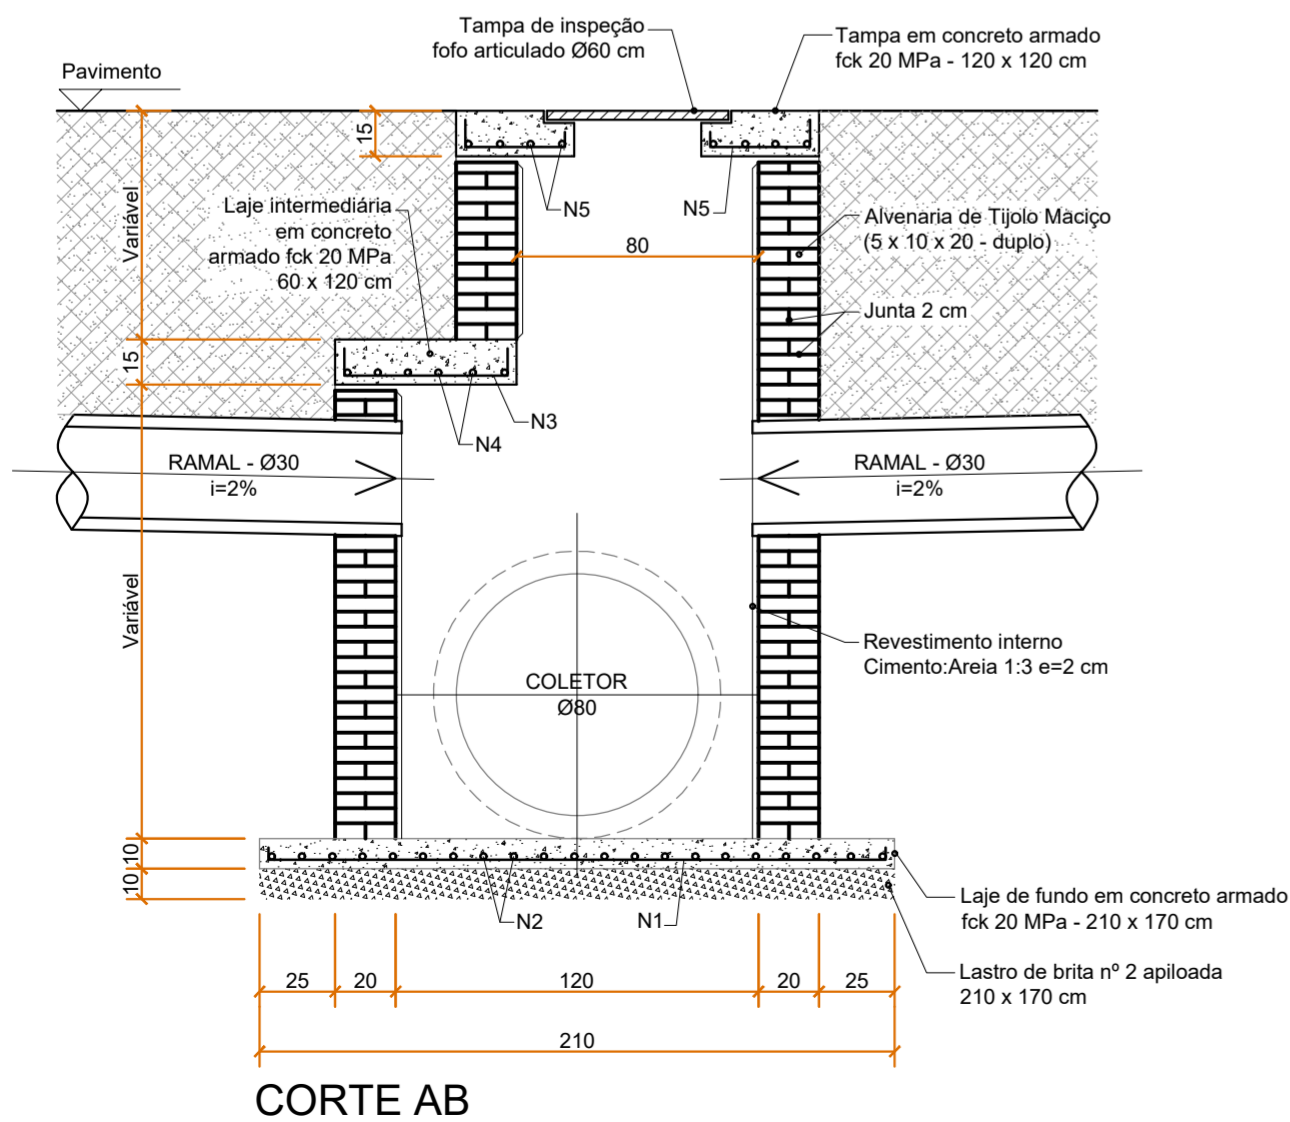 Tampa de inspeção
fofo articulado Ø60 cm
Tampa em concreto armado
fck 20 MPa - 120 x 120 cm
Pavimento
15
Variável
Laje intermediária
em concreto
armado fck 20 MPa
60 x 120 cm
N5
N5
Alvenaria de Tijolo Maciço
(5 x 10 x 20 - duplo)
80
Junta 2 cm
15
N3
N4
RAMAL - Ø30
i=2%
RAMAL - Ø30
i=2%
Variável
Revestimento interno
Cimento:Areia 1:3 e=2 cm
COLETOR
Ø80
10
10
N2
N1
Laje de fundo em concreto armado
fck 20 MPa - 210 x 170 cm
Lastro de brita nº 2 apiloada
210 x 170 cm
25
20
120
20
25
210
CORTE AB